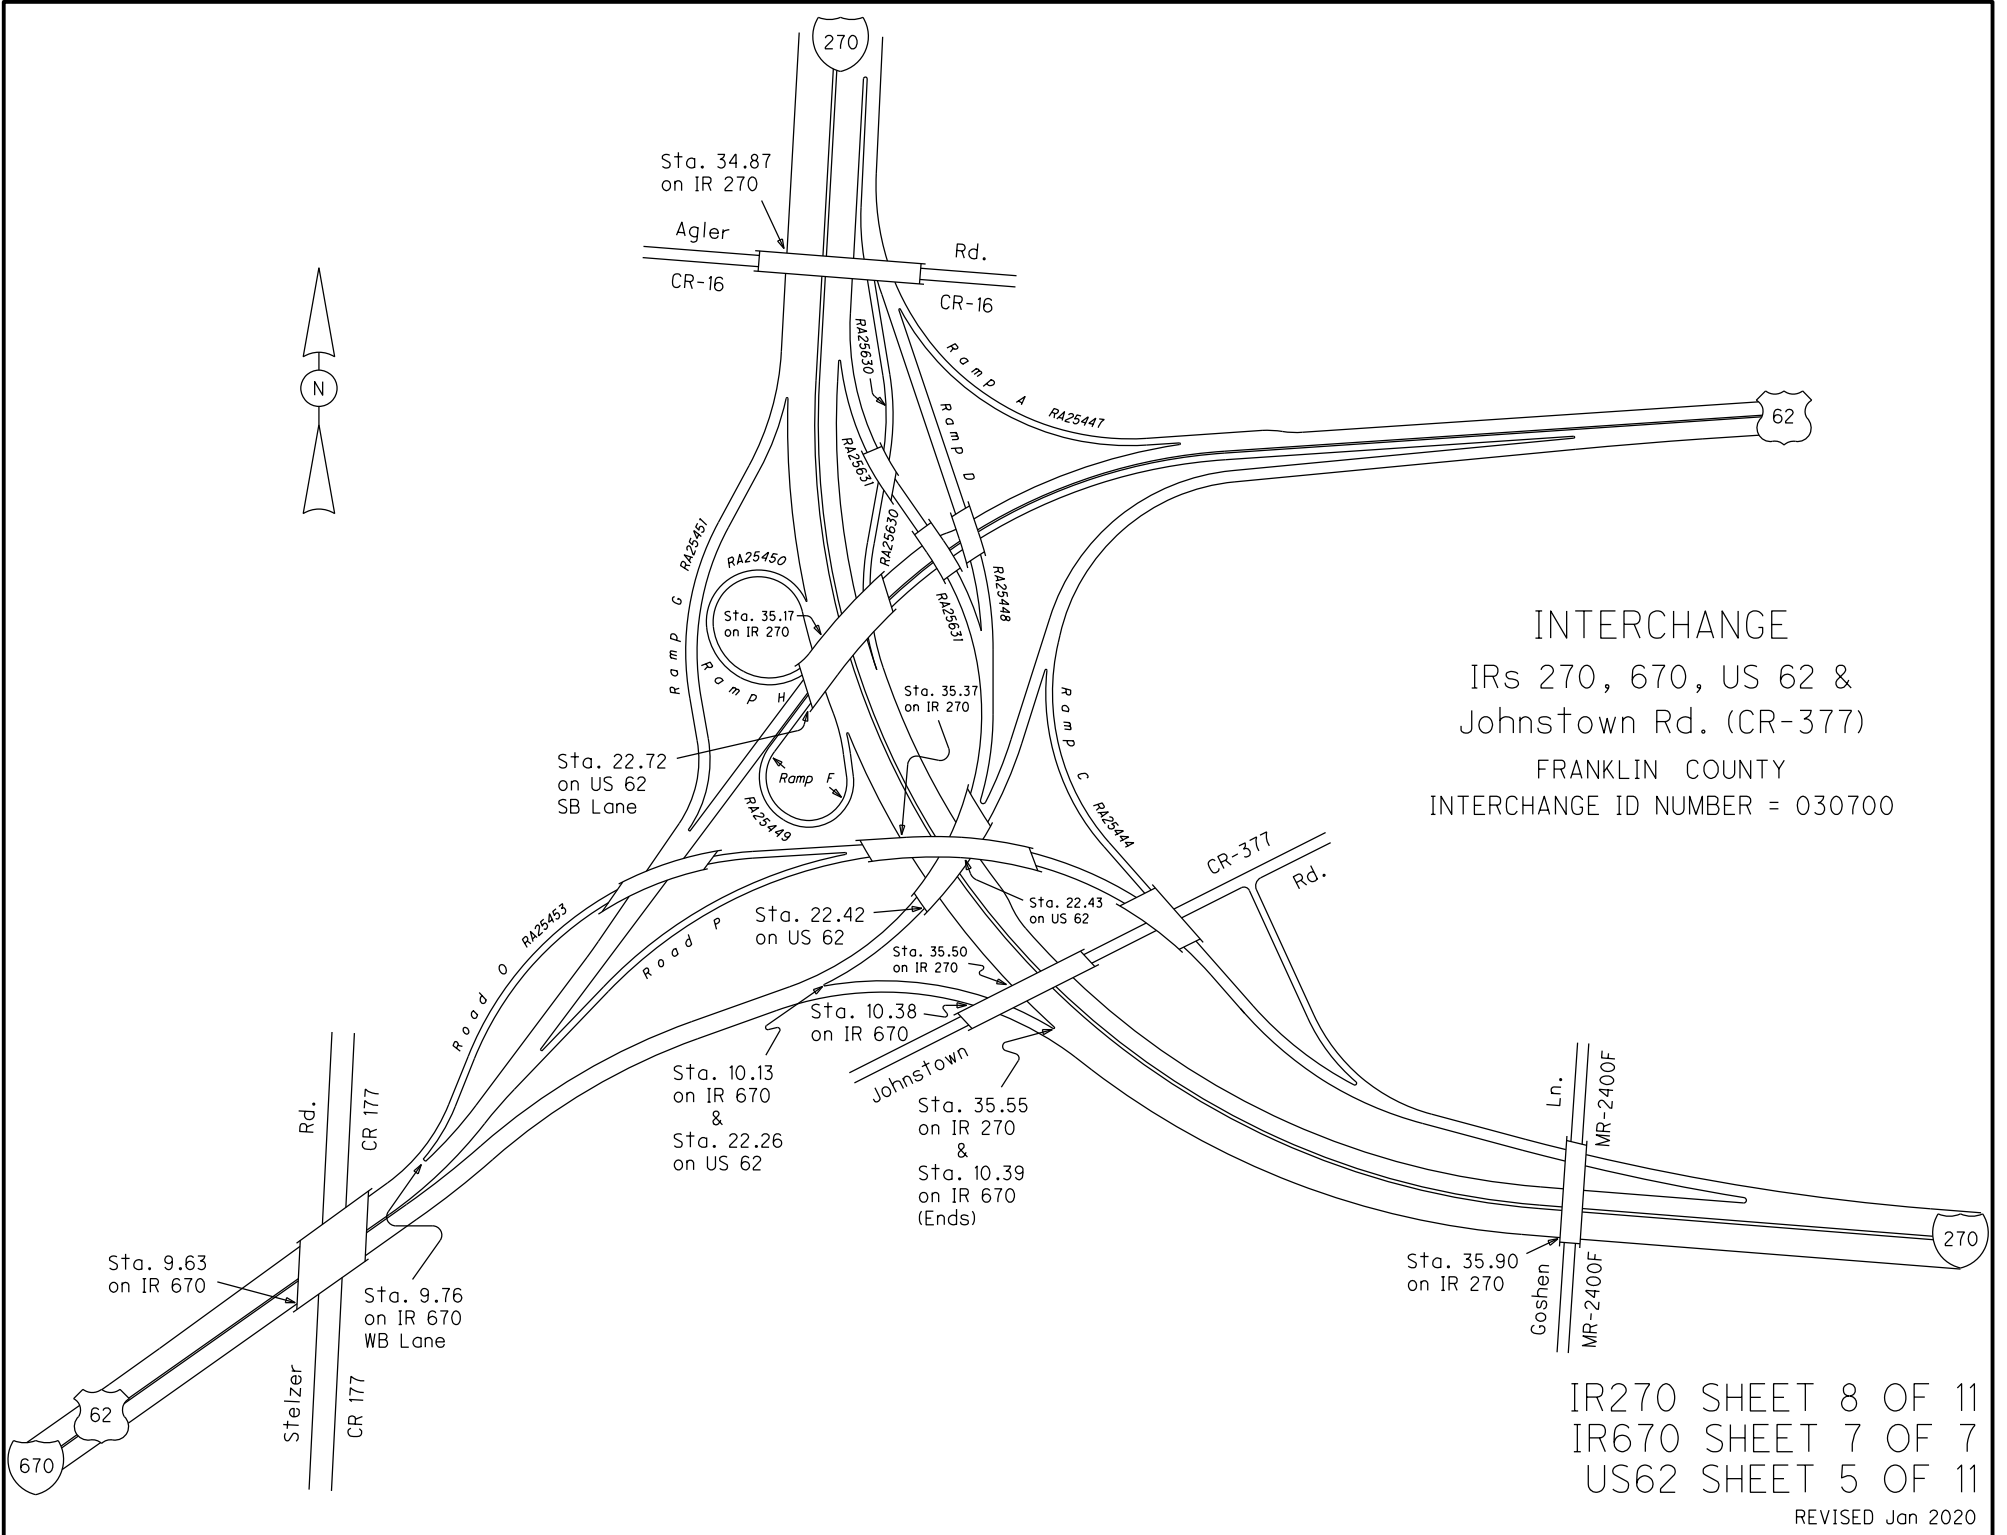 270
Sta. 34.87
on IR 270
Agler
Rd.
CR-16
CR-16
N
RA25630
Ramp A
RA25447
62
Ramp D
RA25631
RA25451
Ramp G
RA25630
RA25450
RA25448
Sta. 35.17
on IR 270
RA25631
Ramp H
Sta. 35.37
on IR 270
Ramp C
INTERCHANGE
IRs 270, 670, US 62 &
Johnstown Rd. (CR-377)
FRANKLIN COUNTY
INTERCHANGE ID NUMBER = 030700
Sta. 22.72
on US 62
SB Lane
Ramp F
RA25449
RA25444
CR-377
Rd.
RA25453
Road O
Road P
Sta. 22.42
on US 62
Sta. 22.43
on US 62
Sta. 35.50
on IR 270
Sta. 10.38
on IR 670
Johnstown
Sta. 10.13
on IR 670
&
Sta. 22.26
on US 62
Sta. 35.55
on IR 270
&
Sta. 10.39
on IR 670
(Ends)
Rd.
CR 177
Ln.
MR-2400F
270
Sta. 9.63
on IR 670
Sta. 9.76
on IR 670
WB Lane
Sta. 35.90
on IR 270
Goshen
MR-2400F
Stelzer
CR 177
62
670
IR270 SHEET 8 OF 11
IR670 SHEET 7 OF 7
US62 SHEET 5 OF 11
REVISED Jan 2020